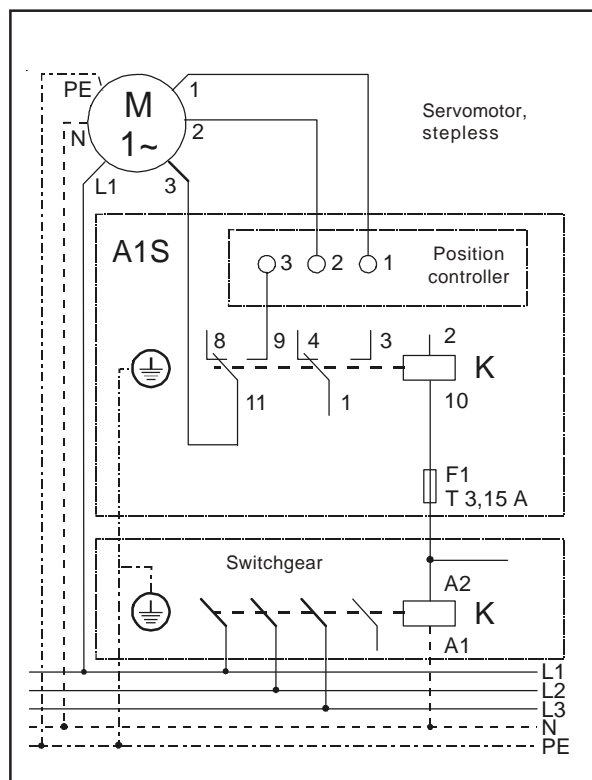 PE
1
M
1~
N
2
L1
3
Servomotor,
stepless
A1S
3
2
1
Position
controller
8
9
4
3
2
K
11
1
10
F1
T 3,15 A
Switchgear
A2
K
A1
L1
L2
L3
N
PE